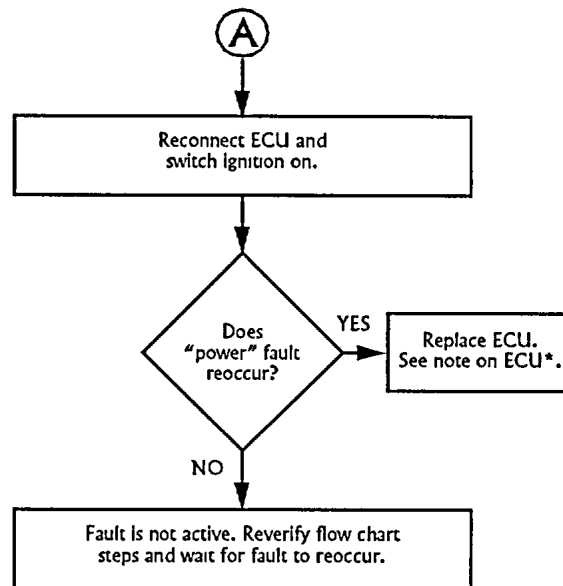 A
Reconnect ECU and
switch ignition on.
Does
"power" fault
reoccur?
YES
Replace ECU.
See note on ECU*.
NO
Fault is not active. Reverify flow chart
steps and wait for fault to reoccur.